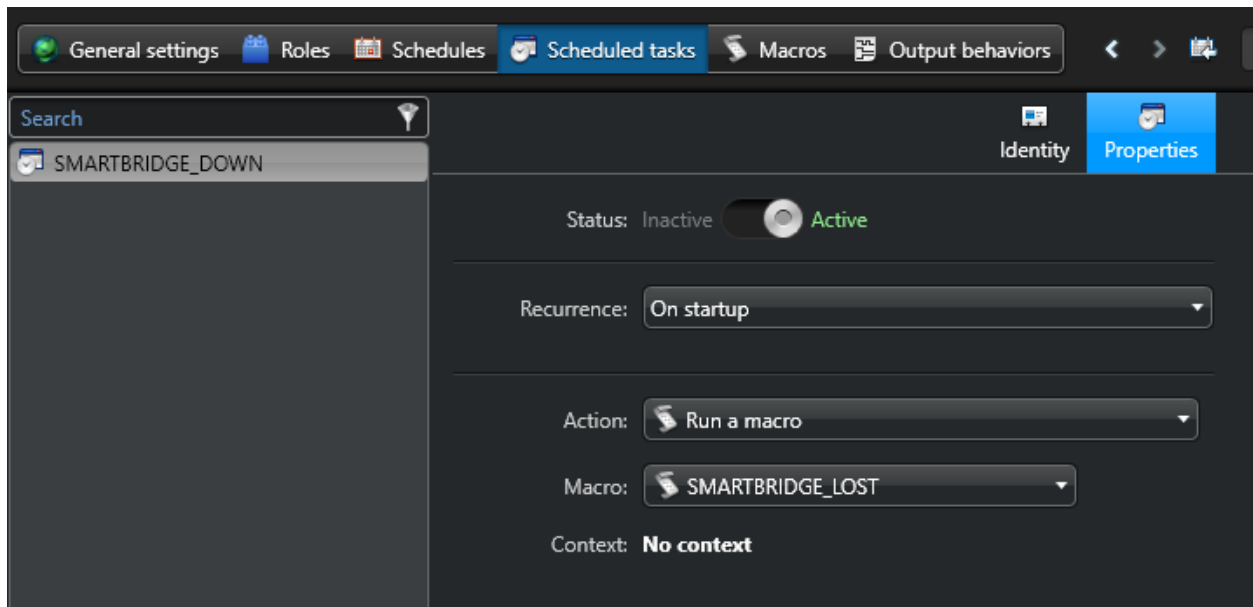 General settings Roles Schedules Scheduled tasks Macros Output behaviors
Search
SMARTBRIDGE_DOWN
Identity Properties
Status: Inactive Active
Recurrence: On startup
Action: Run a macro
Macro: SMARTBRIDGE_LOST
Context: No context